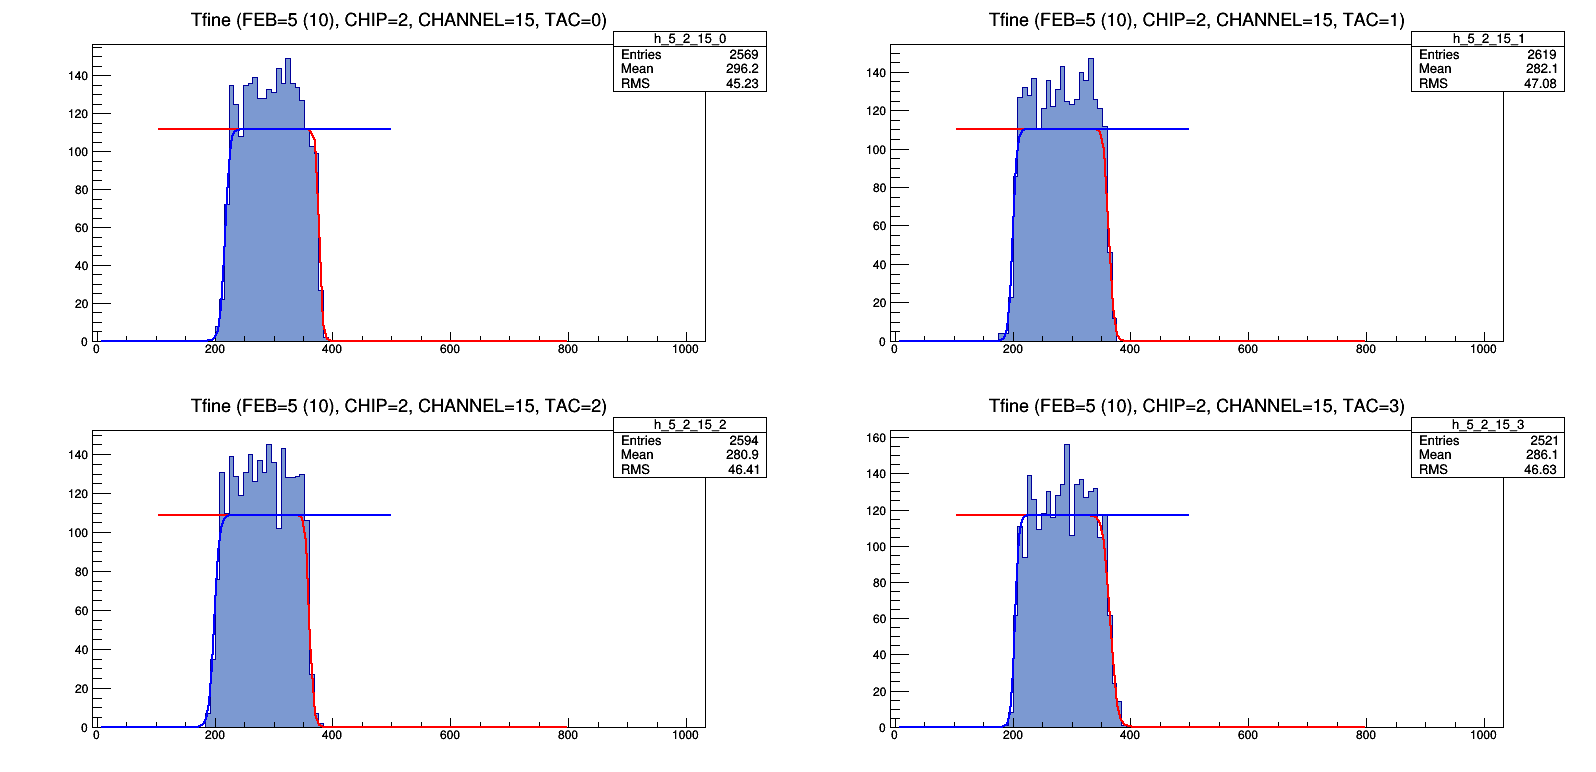 Tfine (FEB=5 (10), CHIP=2, CHANNEL=15, TAC=0)
h_5_2_15_0
Entries 2569
Mean 296.2
RMS 45.23
140
120
100
80
60
40
20
0
0 200 400 600 800 1000
Tfine (FEB=5 (10), CHIP=2, CHANNEL=15, TAC=1)
h_5_2_15_1
Entries 2619
Mean 282.1
RMS 47.08
140
120
100
80
60
40
20
0
0 200 400 600 800 1000
Tfine (FEB=5 (10), CHIP=2, CHANNEL=15, TAC=2)
h_5_2_15_2
Entries 2594
Mean 280.9
RMS 46.41
140
120
100
80
60
40
20
0
0 200 400 600 800 1000
Tfine (FEB=5 (10), CHIP=2, CHANNEL=15, TAC=3)
h_5_2_15_3
Entries 2521
Mean 286.1
RMS 46.63
160
140
120
100
80
60
40
20
0
0 200 400 600 800 1000